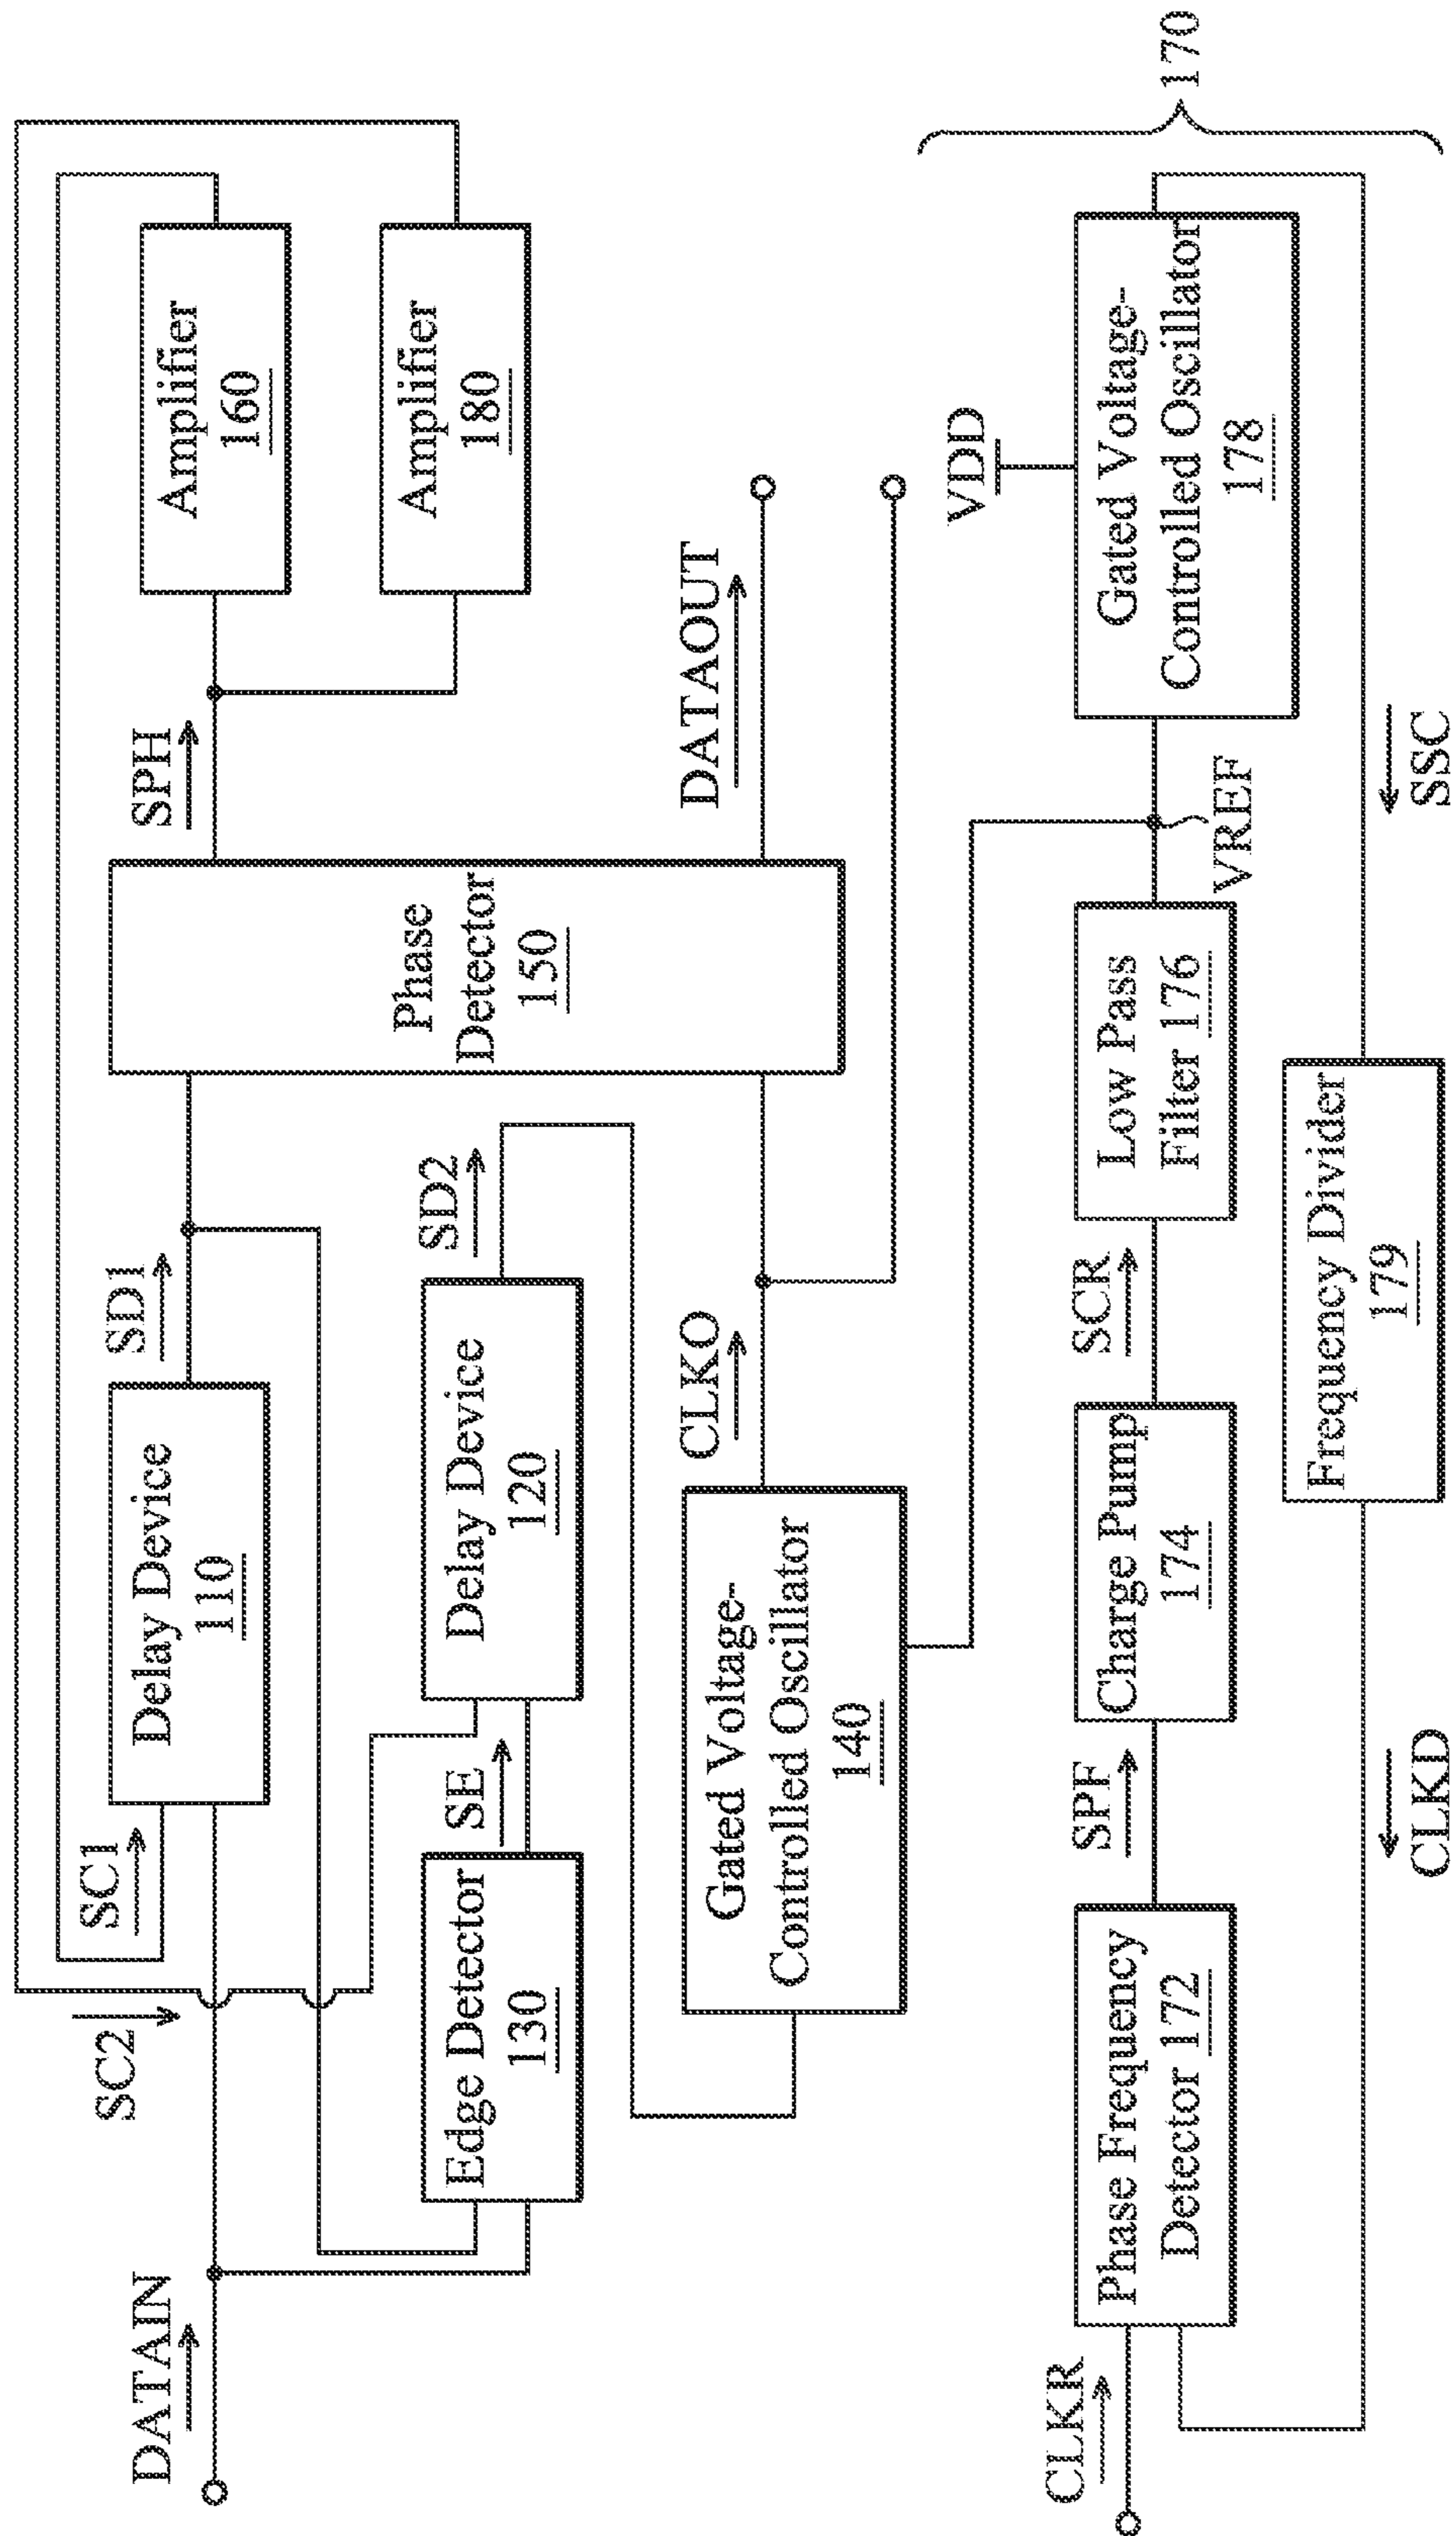 SC2
SC1
SD1
SPH
DATAIN
Delay Device
110
Amplifier
160
Edge Detector
130
SE
Delay Device
120
SD2
Phase
Detector
150
Amplifier
180
Gated Voltage-
Controlled Oscillator
140
CLKO
DATAOUT
VDD
CLKR
Phase Frequency
Detector 172
SPF
Charge Pump
174
SCR
Low Pass
Filter 176
VREF
Gated Voltage-
Controlled Oscillator
178
170
Frequency Divider
179
CLKD
SSC